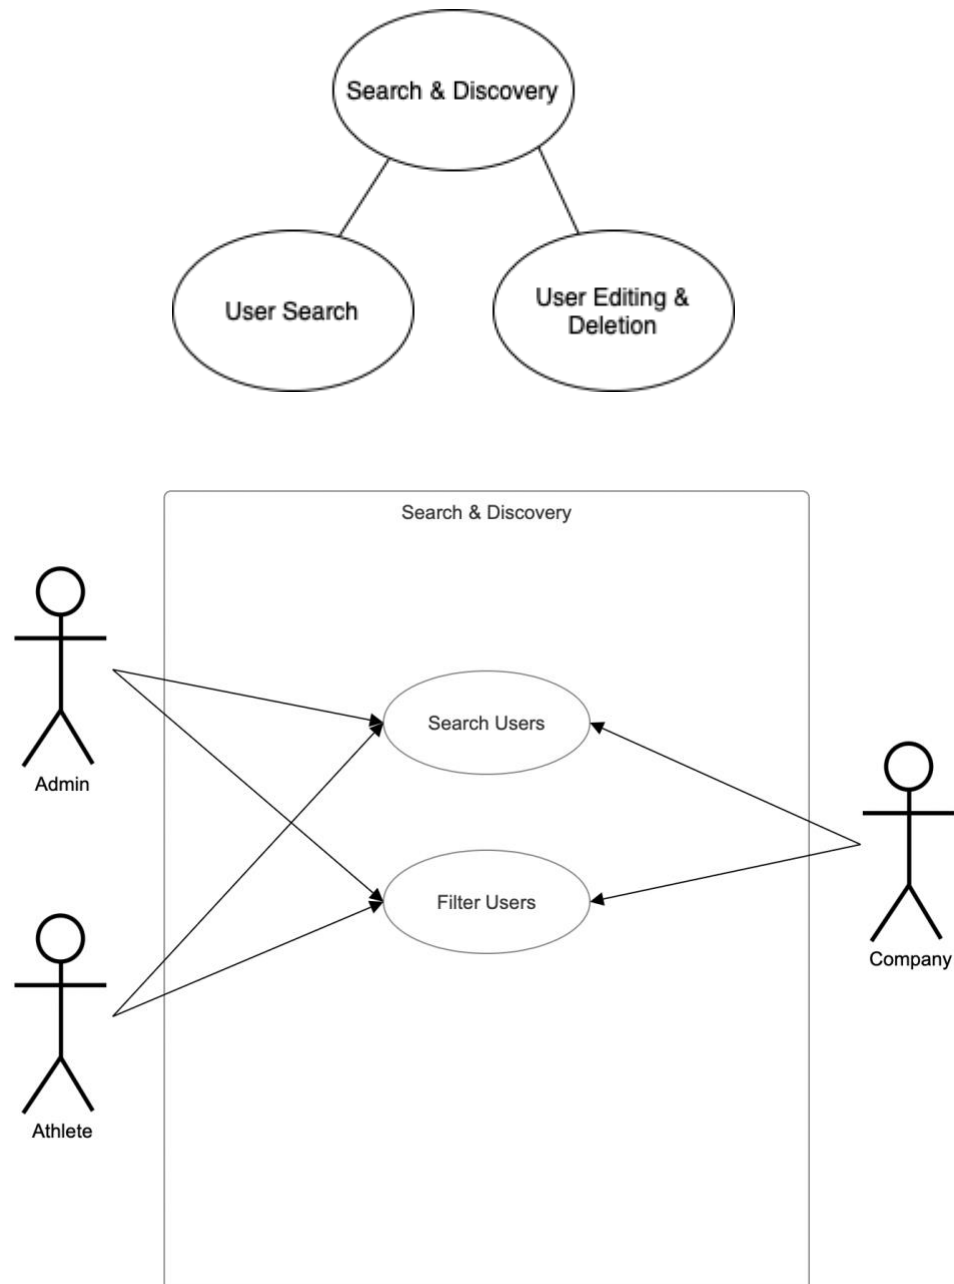 Search & Discovery
User Search
User Editing &
Deletion
Search & Discovery
Search Users
Admin
Filter Users
Company
Athlete